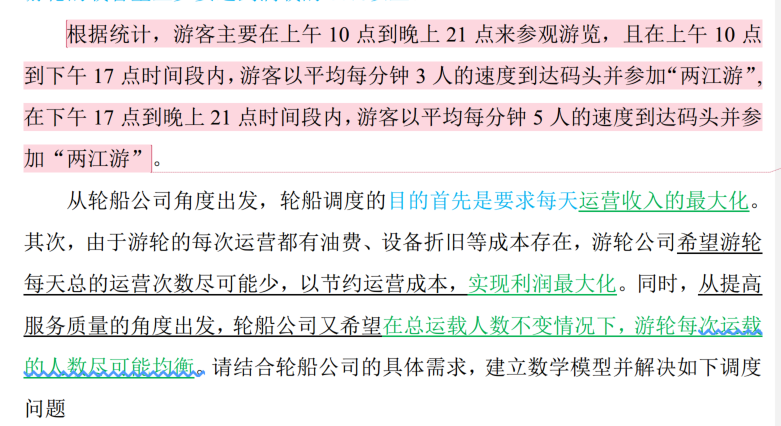 根据统计，游客主要在上午 10 点到晚上 21 点来参观游览，且在上午 10 点
到下午 17 点时间段内，游客以平均每分钟 3 人的速度到达码头并参加“两江游”，
在下午 17 点到晚上 21 点时间段内，游客以平均每分钟 5 人的速度到达码头并参
加“两江游”。
从轮船公司角度出发，轮船调度的目的首先是要求每天运营收入的最大化。
其次，由于游轮的每次运营都有油费、设备折旧等成本存在，游轮公司希望游轮
每天总的运营次数尽可能少，以节约运营成本，实现利润最大化。同时，从提高
服务质量的角度出发，轮船公司又希望在总运载人数不变情况下，游轮每次运载
的人数尽可能均衡。请结合轮船公司的具体需求，建立数学模型并解决如下调度
问题